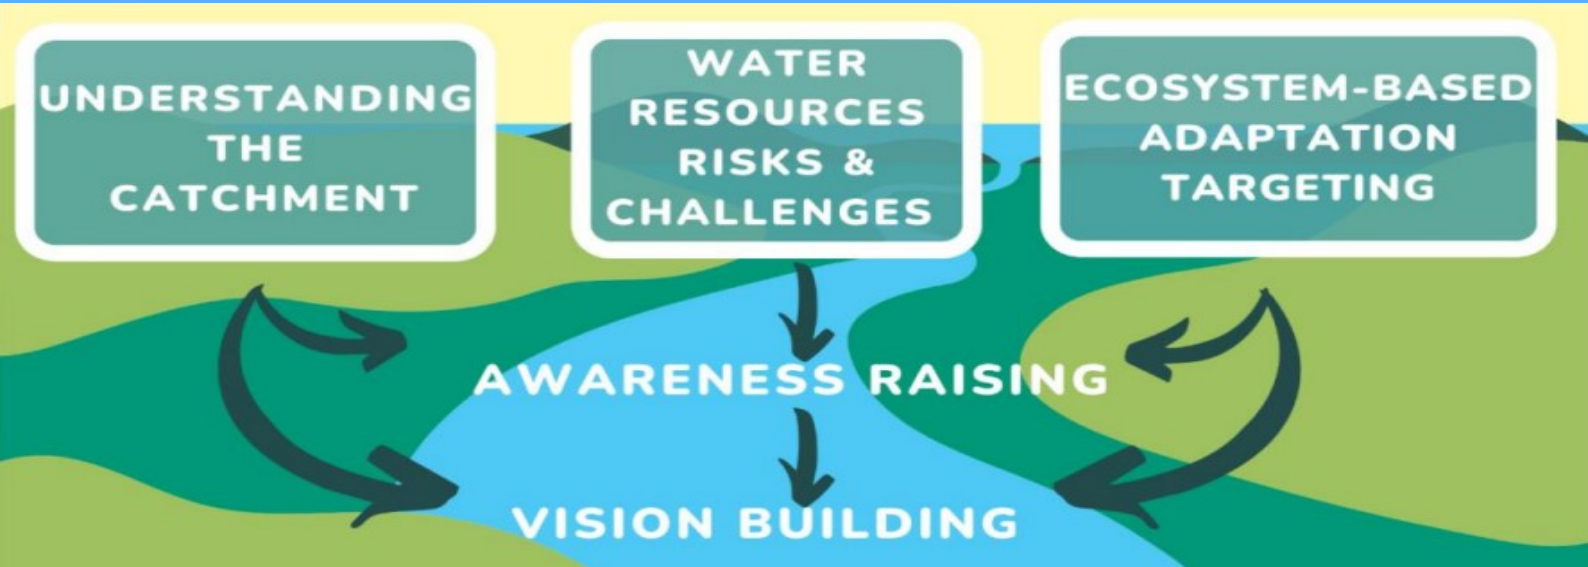 UNDERSTANDING
THE
CATCHMENT
WATER
RESOURCES
RISKS &
CHALLENGES
ECOSYSTEM-BASED
ADAPTATION
TARGETING
AWARENESS RAISING
VISION BUILDING